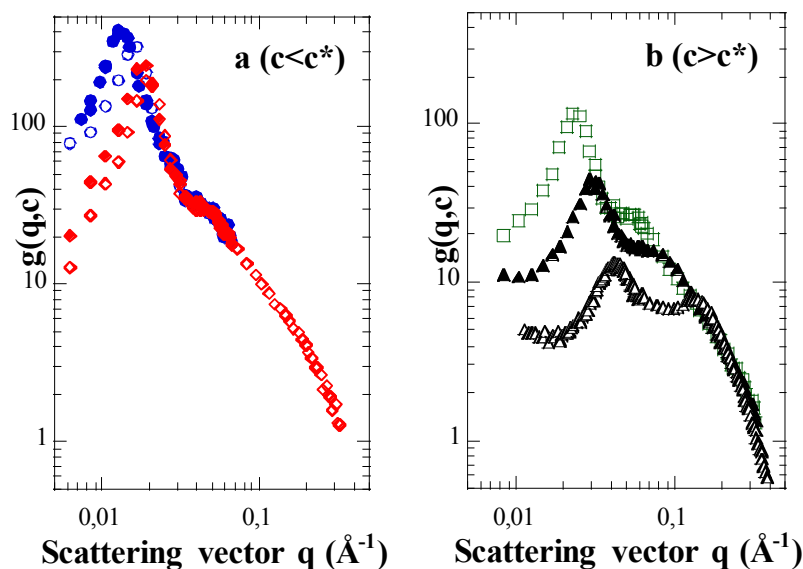 a (c<c*)
g(q,c)
100
10
1
0,01
0,1
Scattering vector q (Å-1)
b (c>c*)
g(q,c)
100
10
1
0,01
0,1
Scattering vector q (Å-1)